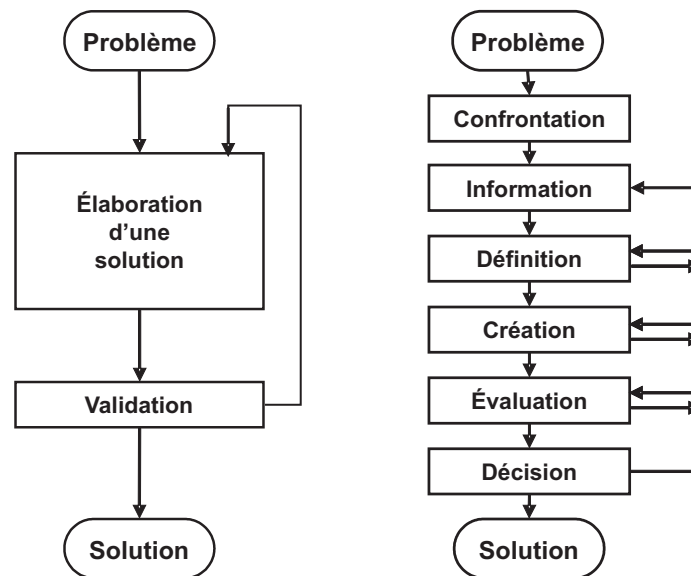 Problème
Élaboration
d’une
solution
Validation
Solution
Problème
Confrontation
Information
Définition
Création
Évaluation
Décision
Solution